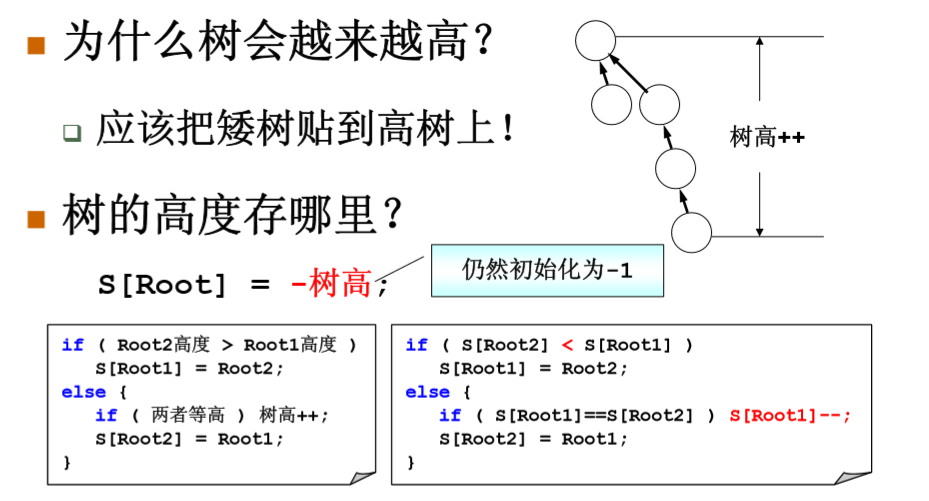 为什么树会越来越高？
应该把矮树贴到高树上！
树高++
树的高度存哪里？
S[Root] = -树高;
仍然初始化为-1
if ( Root2高度 > Root1高度 )
S[Root1] = Root2;
else {
if ( 两者等高 ) 树高++;
S[Root2] = Root1;
}
if ( S[Root2] < S[Root1] )
S[Root1] = Root2;
else {
if ( S[Root1]==S[Root2] ) S[Root1]--;
S[Root2] = Root1;
}